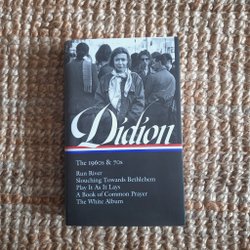 Didion
The 1960s & 70s
Run River
Slouching Towards Bethlehem
Play It As It Lays
A Book of Common Prayer
The White Album